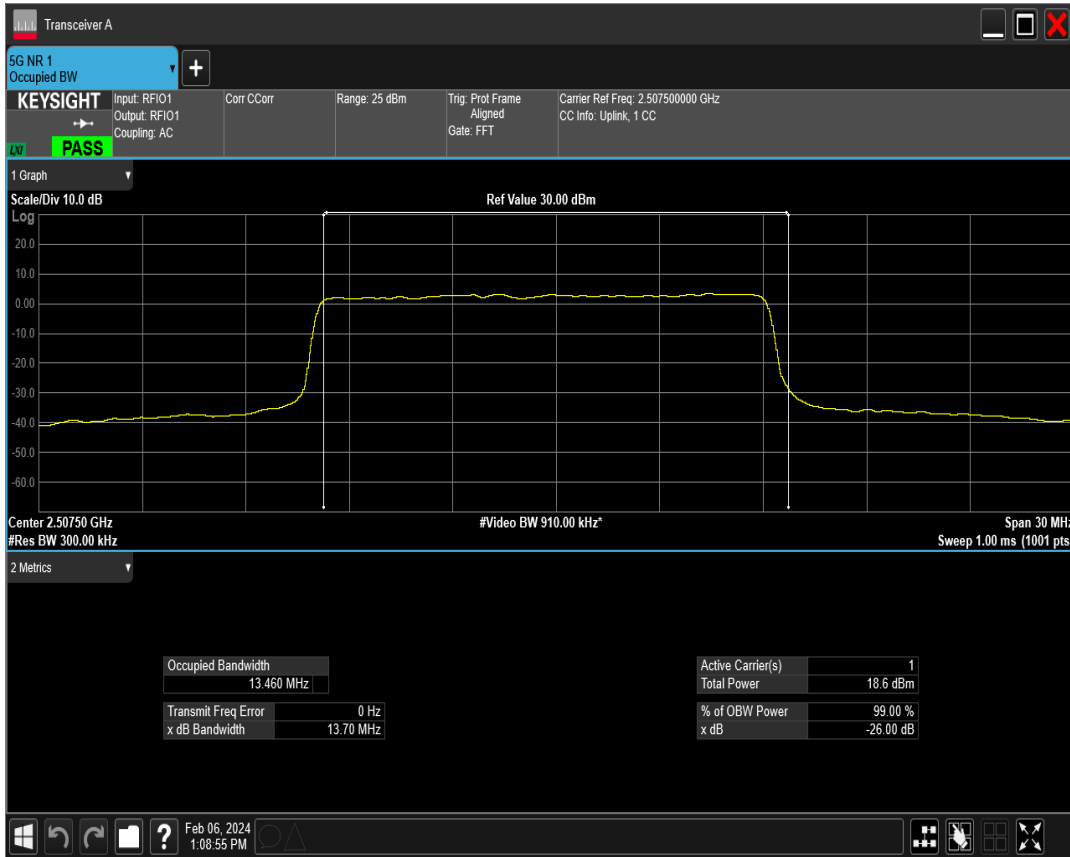 Transceiver A
5G NR 1
Occupied BW
KEYSIGHT
LXI
PASS
Input: RFIO1
Output: RFIO1
Coupling: AC
Corr CCorr
Range: 25 dBm
Trig: Prot Frame
Aligned
Gate: FFT
Carrier Ref Freq: 2.507500000 GHz
CC Info: Uplink, 1 CC
1 Graph
Scale/Div 10.0 dB
Ref Value 30.00 dBm
Log
20.0
10.0
0.00
-10.0
-20.0
-30.0
-40.0
-50.0
-60.0
Center 2.50750 GHz
#Video BW 910.00 kHz*
Span 30 MHz
#Res BW 300.00 kHz
Sweep 1.00 ms (1001 pts
2 Metrics
Occupied Bandwidth
13.460 MHz
Transmit Freq Error 0 Hz
x dB Bandwidth 13.70 MHz
Active Carrier(s) 1
Total Power 18.6 dBm
% of OBW Power 99.00 %
x dB -26.00 dB
Feb 06, 2024
1:08:55 PM